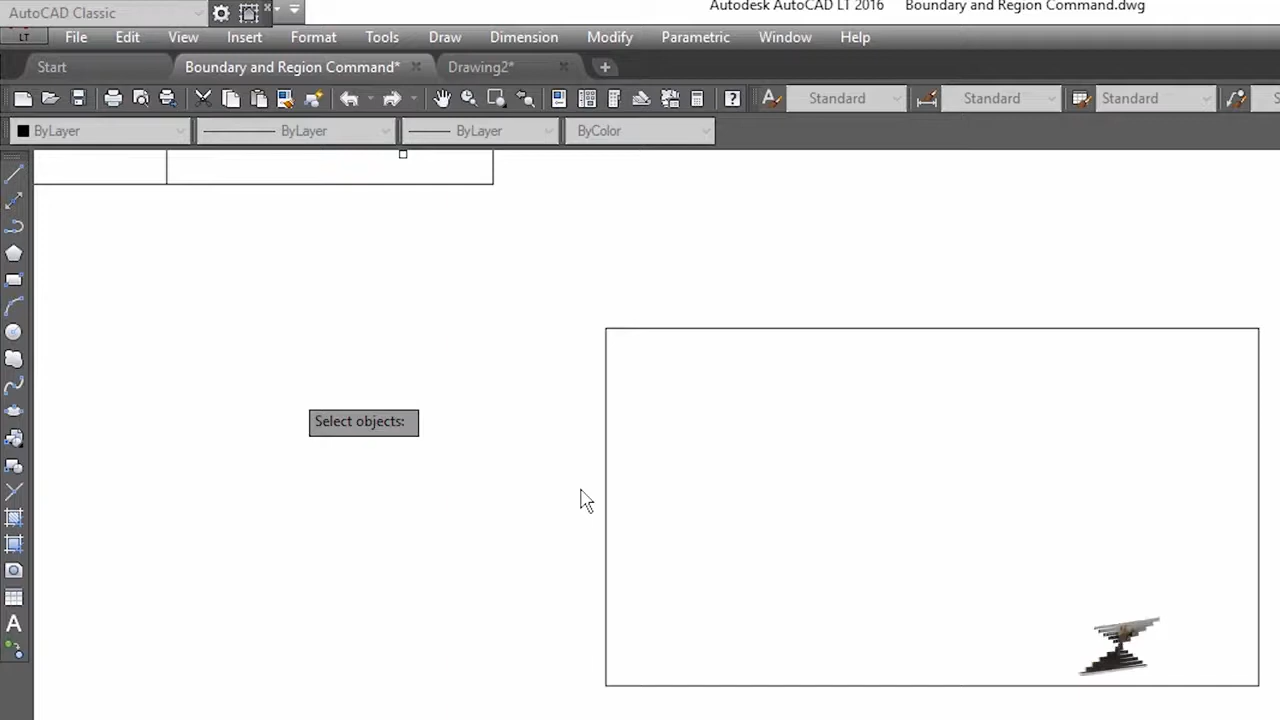 AutoCAD Classic
Autodesk AutoCAD LT 2016 Boundary and Region Command.dwg
LT File Edit View Insert Format Tools Draw Dimension Modify Parametric Window Help
Start Boundary and Region Command* Drawing2*
Standard Standard Standard S
ByLayer ByLayer ByLayer ByColor
Select objects:
A